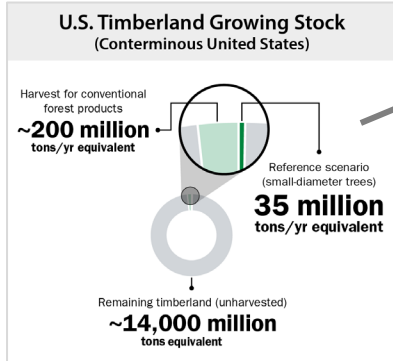 U.S. Timberland Growing Stock
(Conterminous United States)
Harvest for conventional
forest products
~200 million
tons/yr equivalent
Reference scenario
(small-diameter trees)
35 million
tons/yr equivalent
Remaining timberland (unharvested)
~14,000 million
tons equivalent